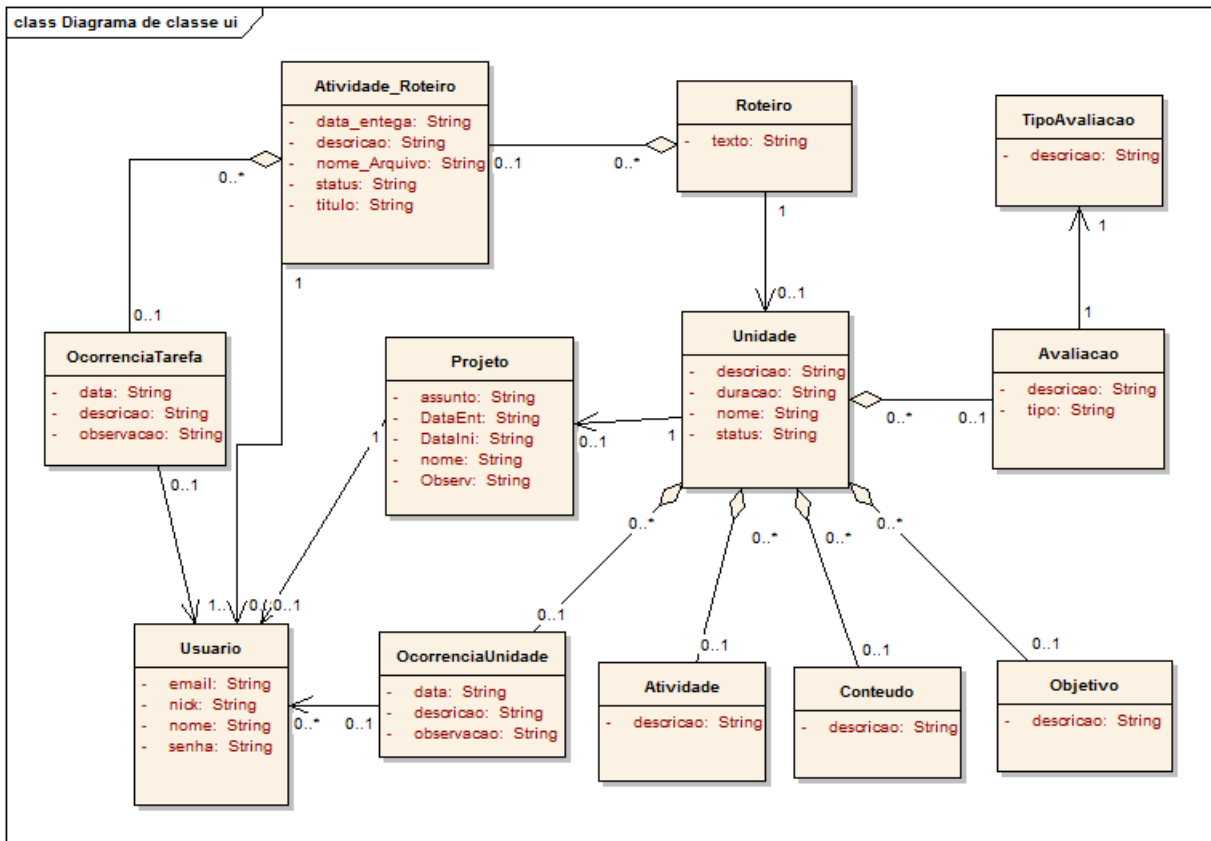 class Diagrama de classe ui
Atividade_Roteiro
- data_entega: String
- descricao: String
- nome_Arquivo: String
- status: String
- titulo: String
Roteiro
- texto: String
TipoAvaliacao
- descricao: String
0..*
0..1
0..*
1
1
1
0..1
0..1
OcorrenciaTarefa
- data: String
- descricao: String
- observacao: String
Projeto
- assunto: String
- DataEnt: String
- DataIni: String
- nome: String
- Observ: String
Unidade
- descricao: String
- duracao: String
- nome: String
- status: String
Avaliacao
- descricao: String
- tipo: String
1
0..1
1
1
0..*
0..1
0..1
0..*
0..*
0..*
0..*
1..
0..1
0..1
0..1
0..1
0..1
Usuario
- email: String
- nick: String
- nome: String
- senha: String
0..*
0..1
OcorrenciaUnidade
- data: String
- descricao: String
- observacao: String
Atividade
- descricao: String
Conteudo
- descricao: String
Objetivo
- descricao: String